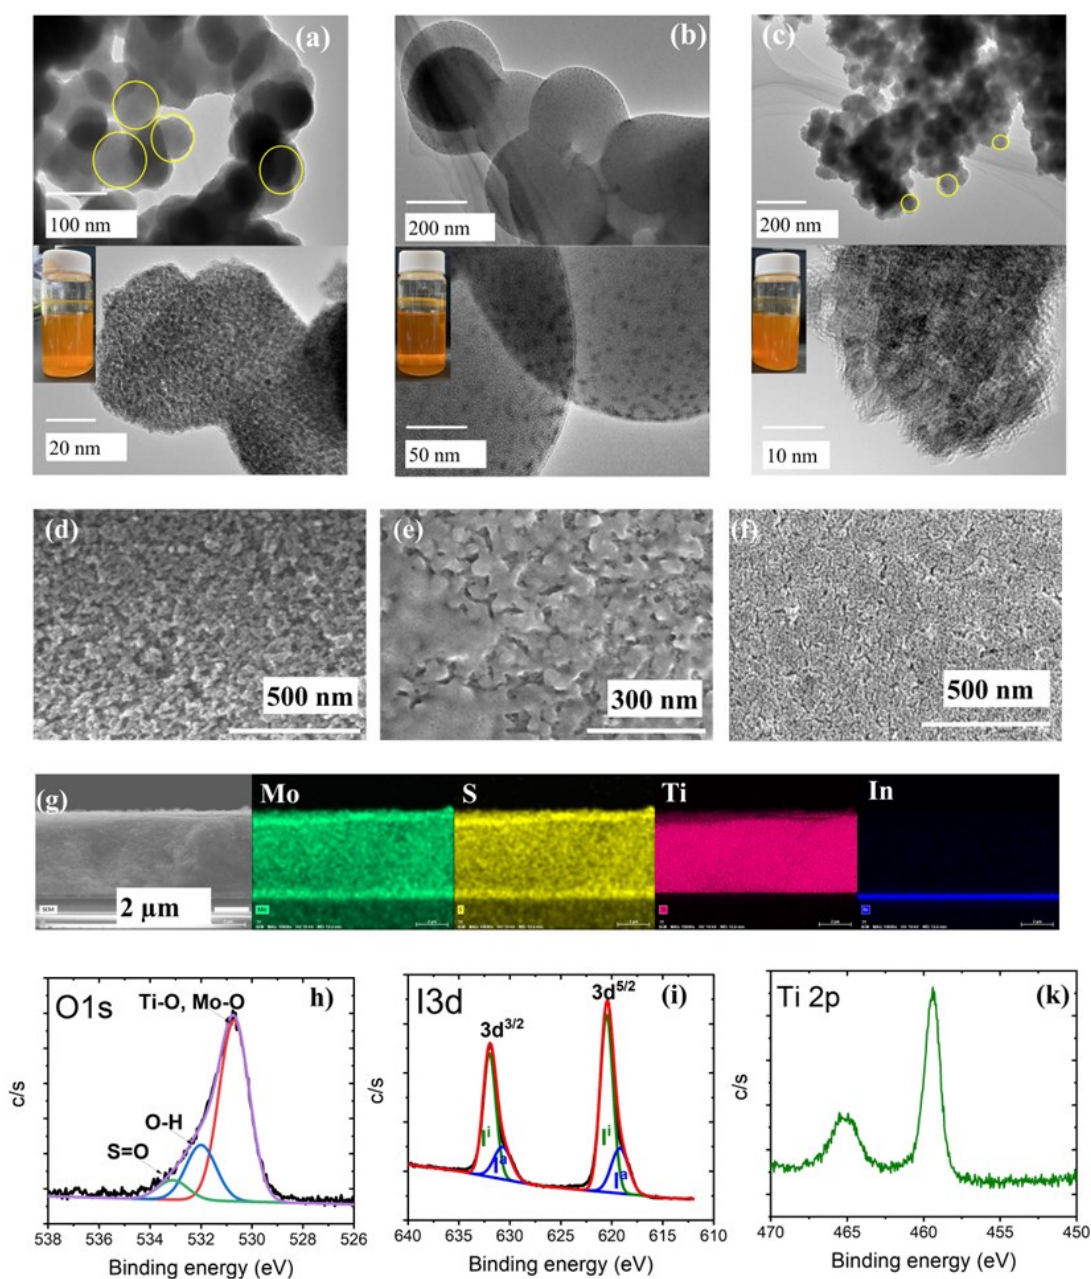 (a)
100 nm
(b)
200 nm
(c)
200 nm
20 nm
50 nm
10 nm
(d)
500 nm
(e)
300 nm
(f)
500 nm
(g)
2 µm
SEM
Mo
S
Ti
In
h)
O1s
Ti-O, Mo-O
O-H
S=O
c/s
538 536 534 532 530 528 526
Binding energy (eV)
(i)
I3d
3d3/2
3d5/2
Ii
Ia
Ii
Ia
c/s
640 635 630 625 620 615 610
Binding energy (eV)
(k)
Ti 2p
c/s
470 465 460 455 450
Binding energy (eV)